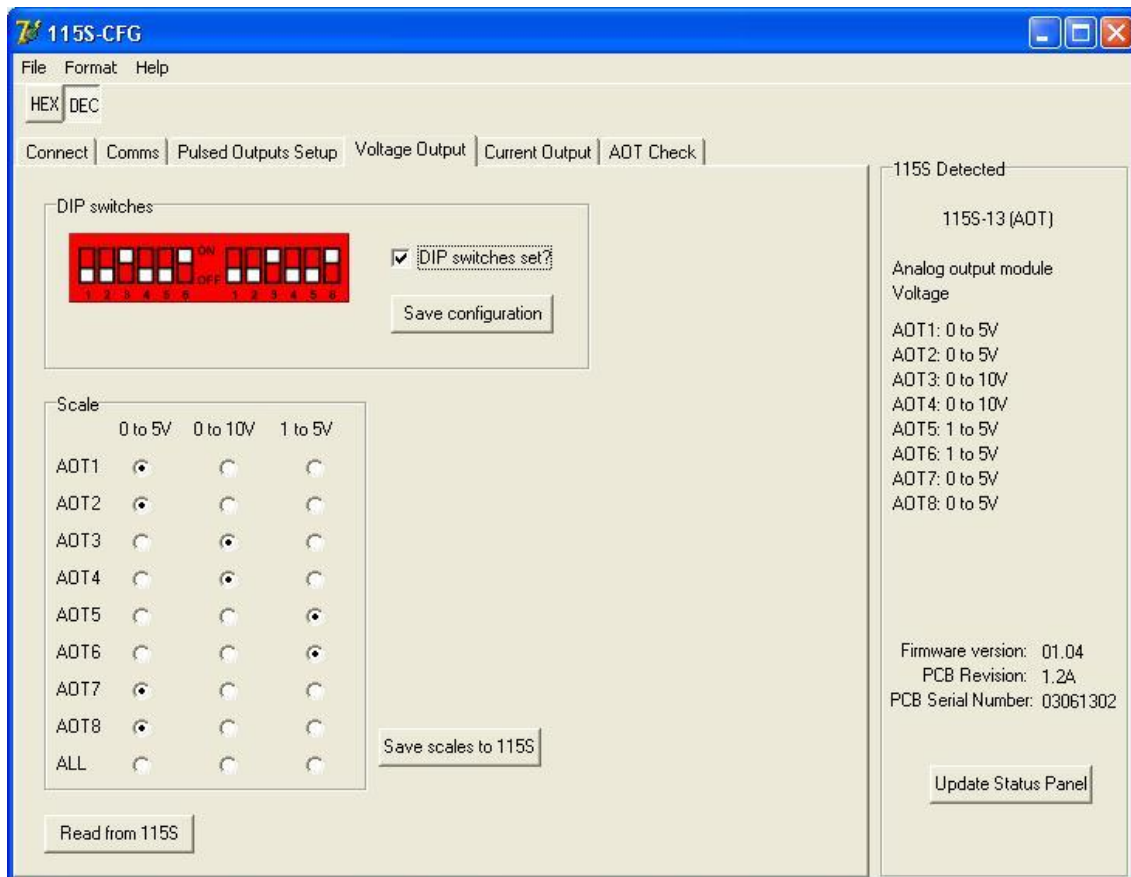 115S-CFG
File Format Help
HEX DEC
Connect Comms Pulsed Outputs Setup Voltage Output Current Output AOT Check
DIP switches
ON
OFF
1 2 3 4 5 6 1 2 3 4 5 6
DIP switches set?
Save configuration
Scale
0 to 5V 0 to 10V 1 to 5V
AOT1
AOT2
AOT3
AOT4
AOT5
AOT6
AOT7
AOT8
ALL
Save scales to 115S
Read from 115S
115S Detected
115S-13 (AOT)
Analog output module
Voltage
AOT1: 0 to 5V
AOT2: 0 to 5V
AOT3: 0 to 10V
AOT4: 0 to 10V
AOT5: 1 to 5V
AOT6: 1 to 5V
AOT7: 0 to 5V
AOT8: 0 to 5V
Firmware version: 01.04
PCB Revision: 1.2A
PCB Serial Number: 03061302
Update Status Panel